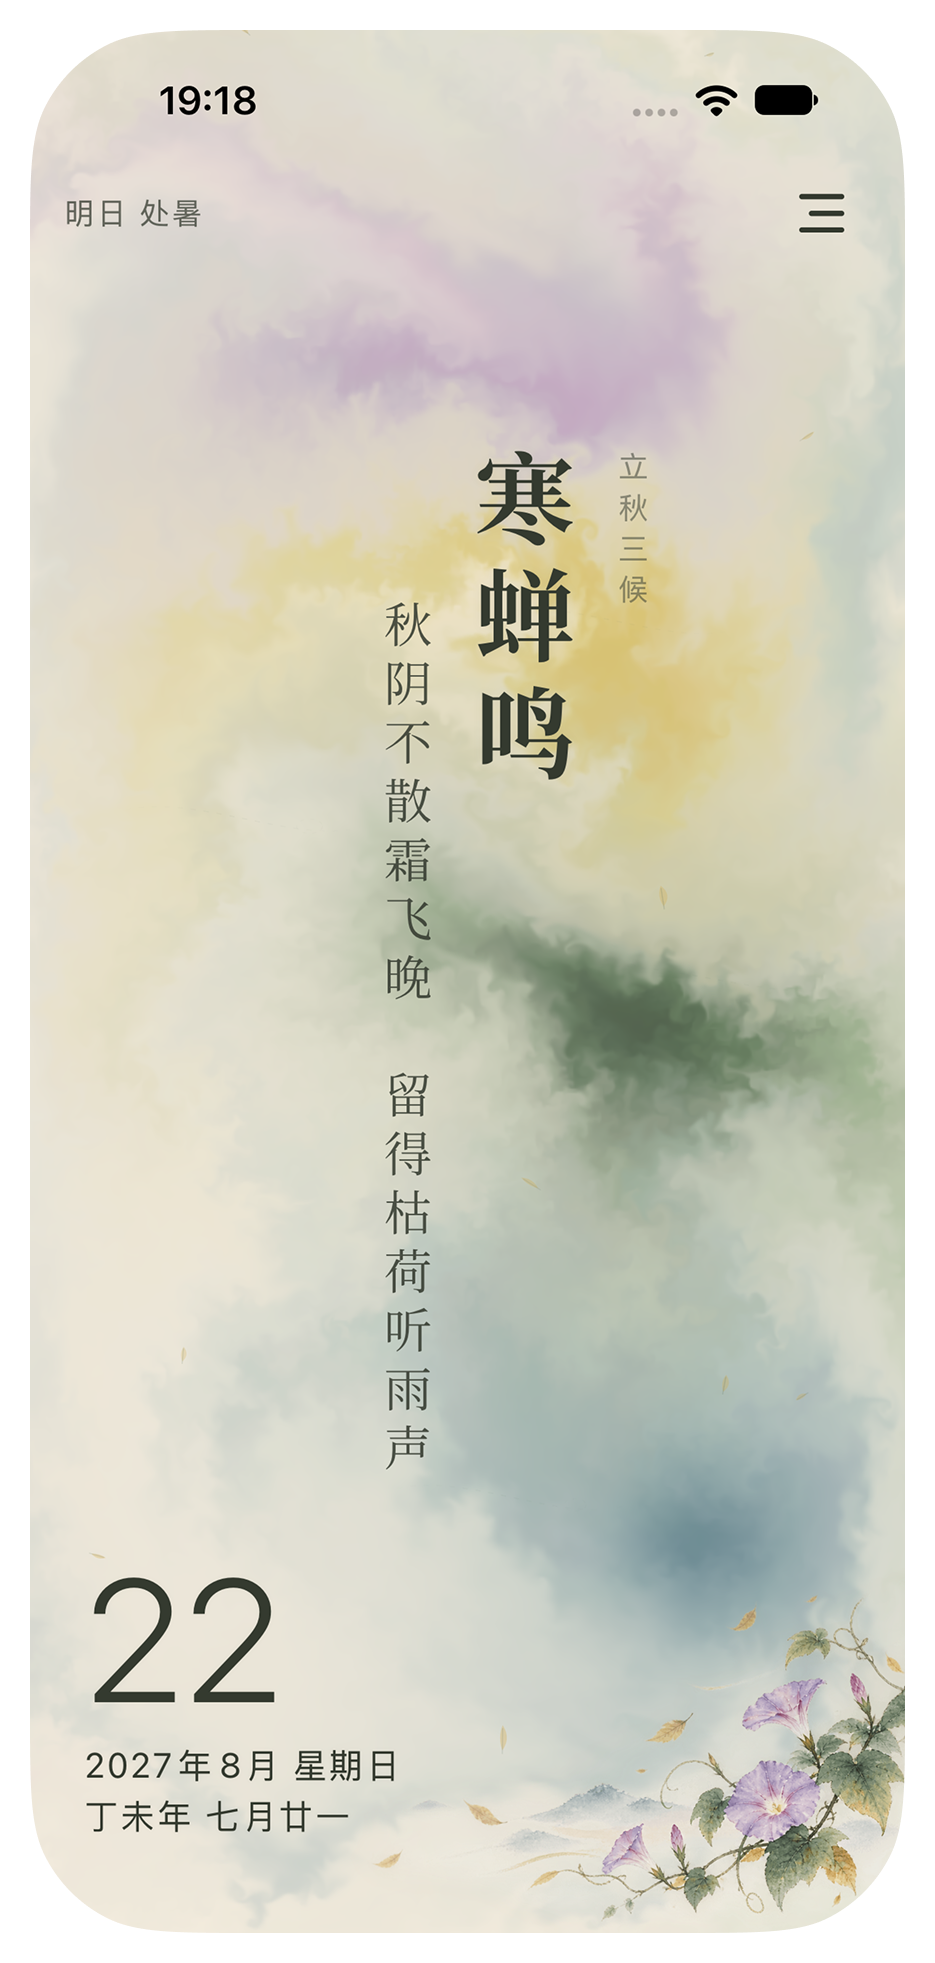 19:18
明日 处暑
立秋三候
寒蝉鸣
秋阴不散霜飞晚 留得枯荷听雨声
22
2027年8月 星期日
丁未年 七月廿一